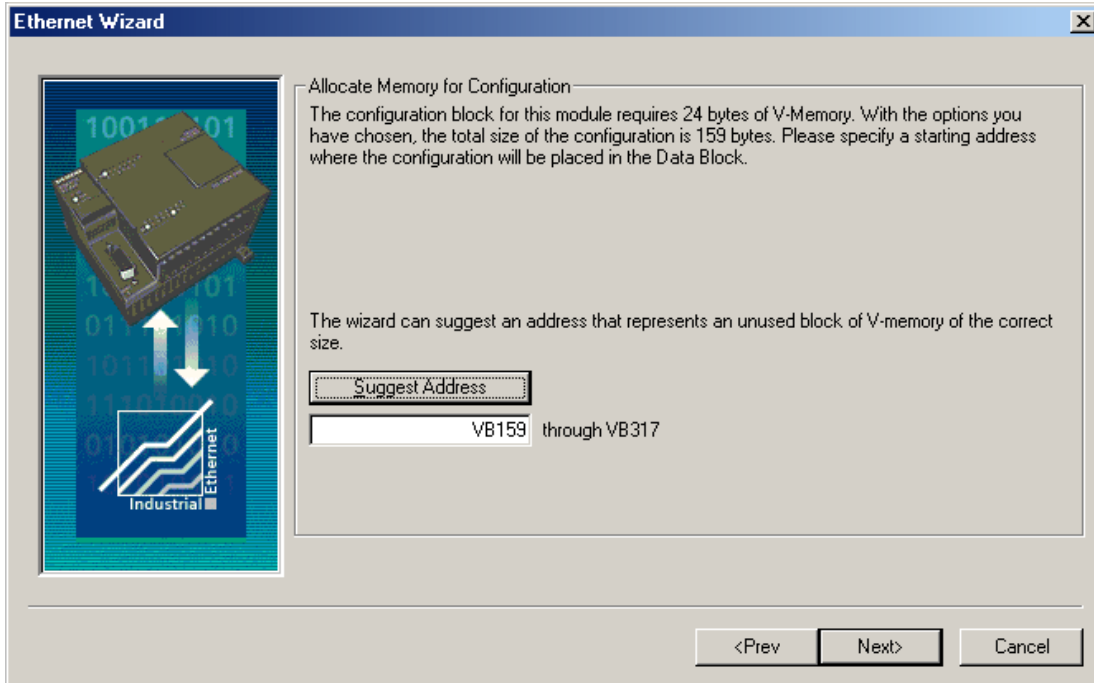 Ethernet Wizard
Allocate Memory for Configuration
The configuration block for this module requires 24 bytes of V-Memory. With the options you
have chosen, the total size of the configuration is 159 bytes. Please specify a starting address
where the configuration will be placed in the Data Block.
The wizard can suggest an address that represents an unused block of V-memory of the correct
size.
Suggest Address
VB159 through VB317
Industrial
Ethernet
<Prev
Next>
Cancel